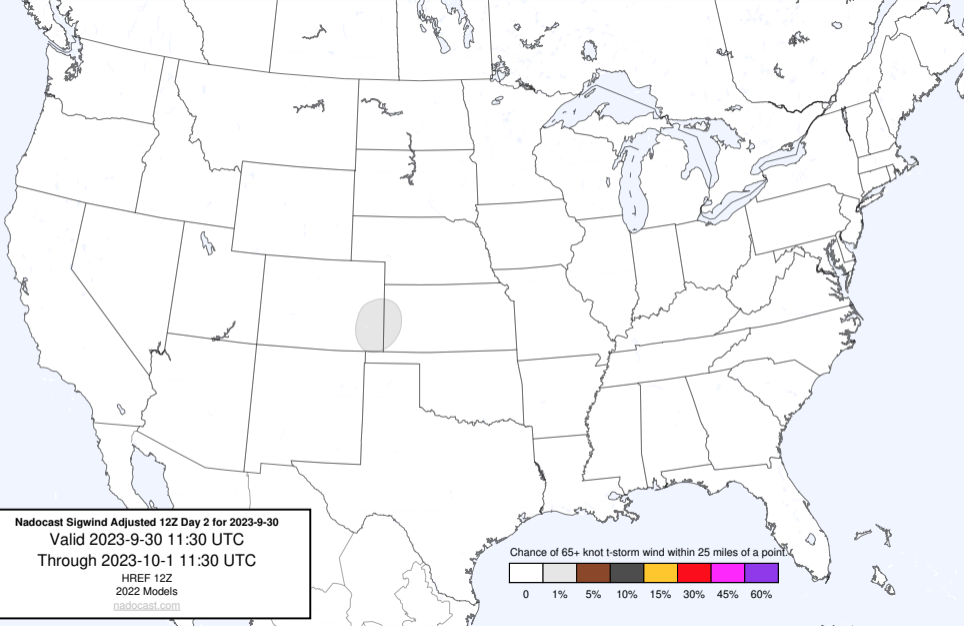 Nadocast Sigwind Adjusted 12Z Day 2 for 2023-9-30
Valid 2023-9-30 11:30 UTC
Through 2023-10-1 11:30 UTC
HREF 12Z
2022 Models
nadocast.com
Chance of 65+ knot t-storm wind within 25 miles of a point.
0 1% 5% 10% 15% 30% 45% 60%